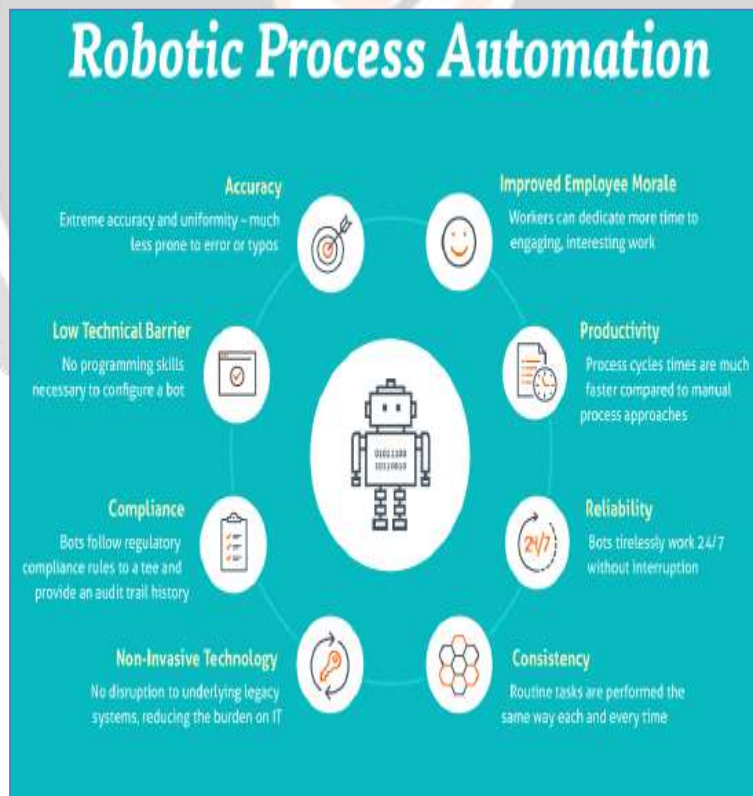 Robotic Process Automation
Accuracy
Extreme accuracy and uniformity – much
less prone to error or typos
Improved Employee Morale
Workers can dedicate more time to
engaging, interesting work
Low Technical Barrier
No programming skills
necessary to configure a bot
Productivity
Process cycles times are much
faster compared to manual
process approaches
01011100
10110010
Compliance
Bots follow regulatory
compliance rules to a tee and
provide an audit trail history
Reliability
Bots tirelessly work 24/7
without interruption
24/7
Non-Invasive Technology
No disruption to underlying legacy
systems, reducing the burden on IT
Consistency
Routine tasks are performed the
same way each and every time